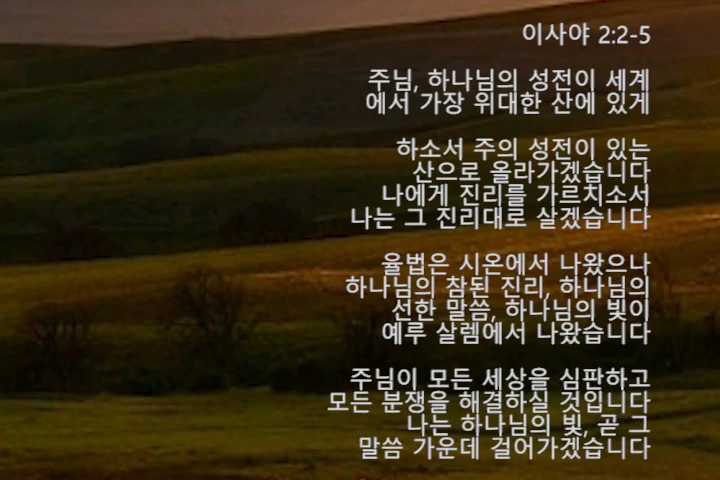 이사야 2:2-5
주님, 하나님의 성전이 세계
에서 가장 위대한 산에 있게
하소서 주의 성전이 있는
산으로 올라가겠습니다
나에게 진리를 가르치소서
나는 그 진리대로 살겠습니다
율법은 시온에서 나왔으나
하나님의 참된 진리, 하나님의
선한 말씀, 하나님의 빛이
예루 살렘에서 나왔습니다
주님이 모든 세상을 심판하고
모든 분쟁을 해결하실 것입니다
나는 하나님의 빛, 곧 그
말씀 가운데 걸어가겠습니다